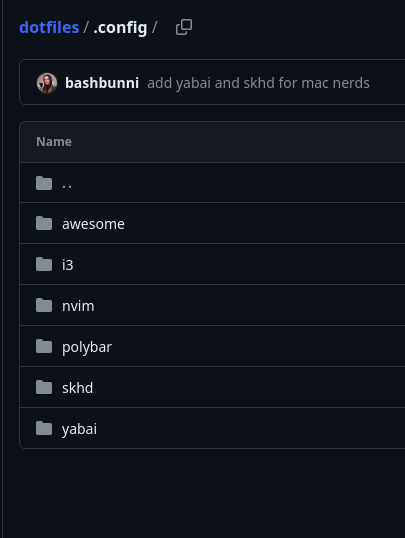 dotfiles / .config /
bashbunni add yabai and skhd for mac nerds
Name
..
awesome
i3
nvim
polybar
skhd
yabai